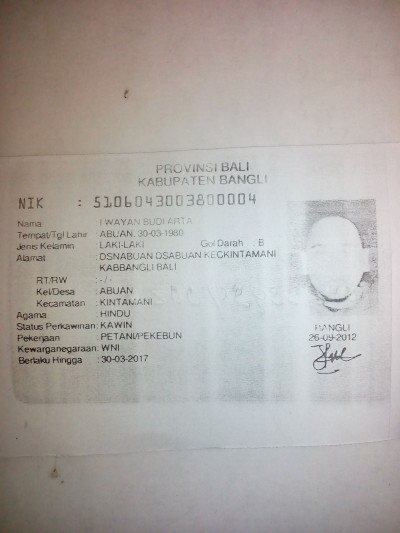 PROVINSI BALI
KABUPATEN BANGLI
NIK : 5106043003800004
Nama : I WAYAN BUDI ARTA
Tempat/Tgl Lahir : ABUAN, 30-03-1980
Jenis Kelamin : LAKI-LAKI Gol Darah : B
Alamat : DSNABUAN DSABUAN KECKINTAMANI
KABBANGLI BALI
RT/RW : -/-
Kel/Desa : ABUAN
Kecamatan : KINTAMANI
Agama : HINDU
Status Perkawinan: KAWIN
Pekerjaan : PETANI/PEKEBUN
Kewarganegaraan: WNI
Berlaku Hingga : 30-03-2017
BANGLI
26-09-2012